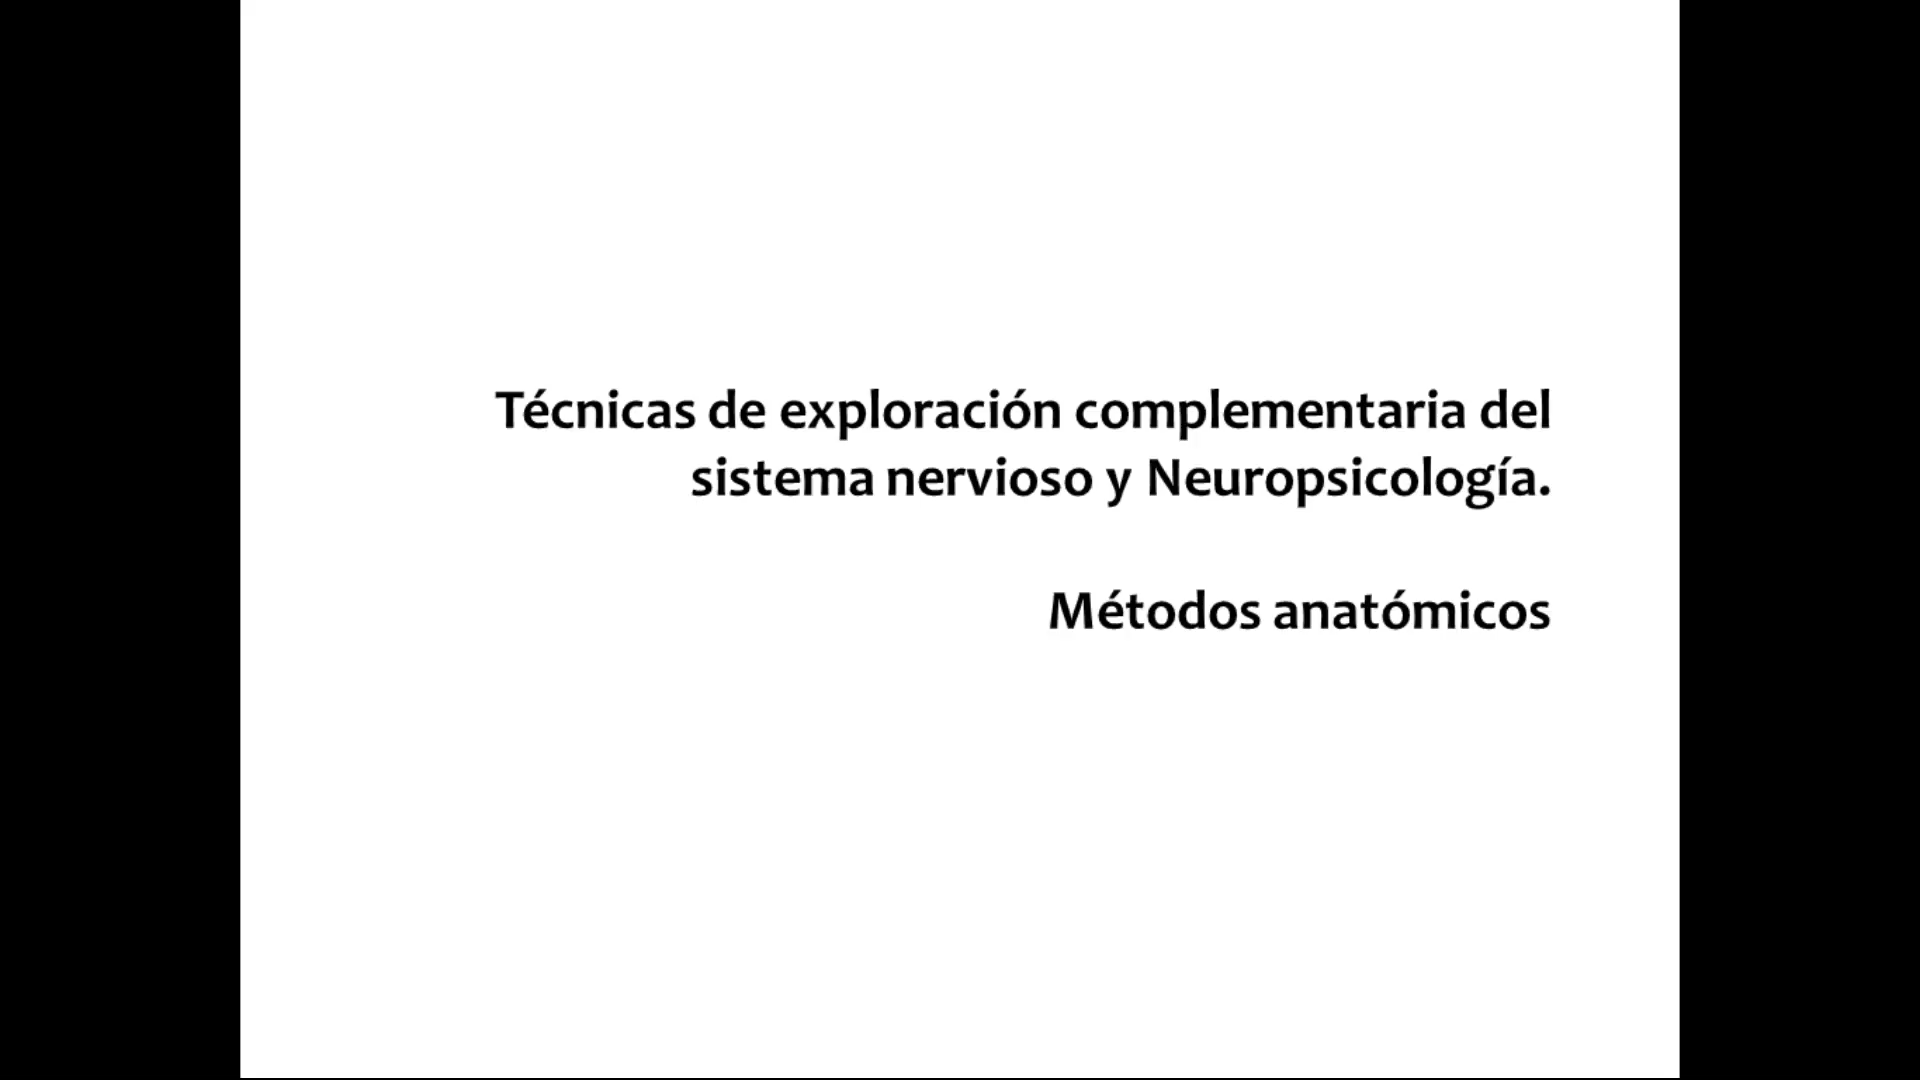 Técnicas de exploración complementaria del
sistema nervioso y Neuropsicología.
Métodos anatómicos